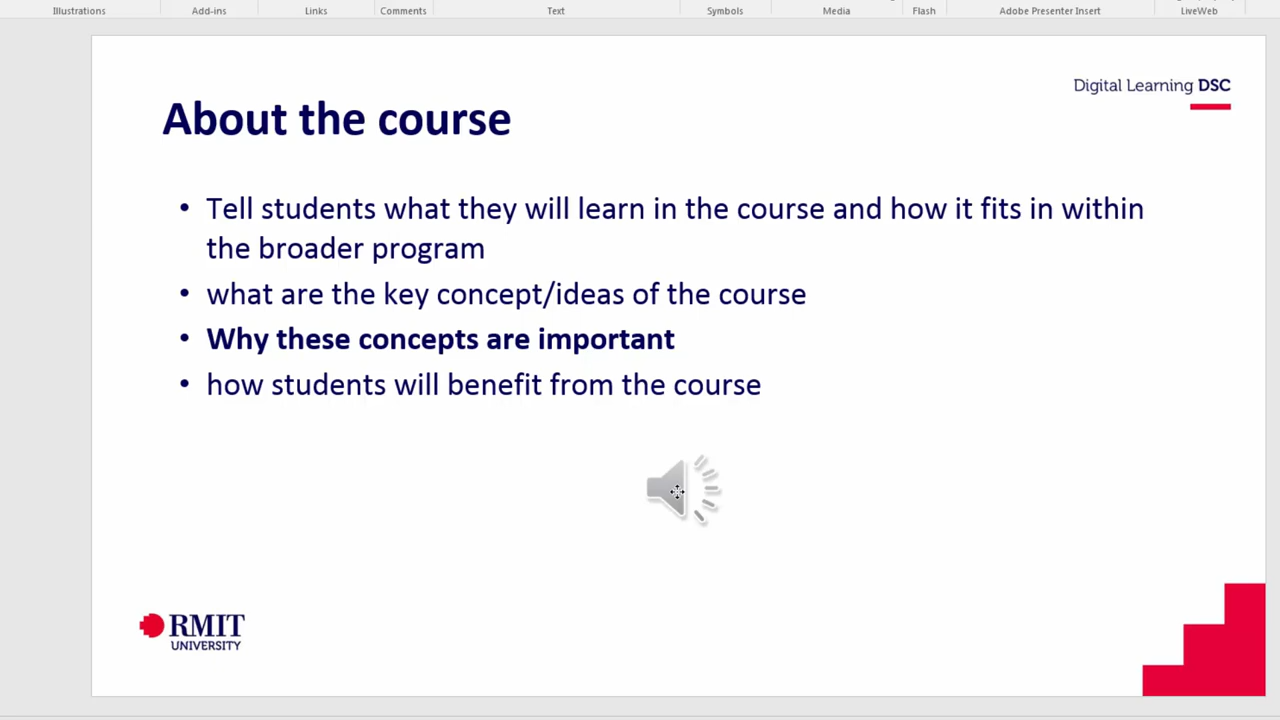 Illustrations Add-ins Links Comments Text Symbols Media Flash Adobe Presenter Insert LiveWeb
Digital Learning DSC
About the course
• Tell students what they will learn in the course and how it fits in within
the broader program
• what are the key concept/ideas of the course
• Why these concepts are important
• how students will benefit from the course
RMIT
UNIVERSITY